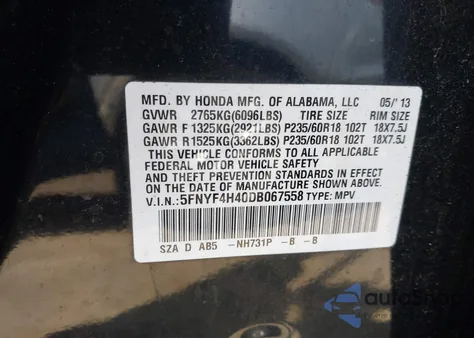 MFD. BY HONDA MFG. OF ALABAMA, LLC 05/'13
GVWR 2765KG(6096LBS) TIRE SIZE RIM SIZE
GAWR F 1325KG(2921LBS) P235/60R18 102T 18X7.5J
GAWR R 1525KG(3362LBS) P235/60R18 102T 18X7.5J
THIS VEHICLE CONFORMS TO ALL APPLICABLE
FEDERAL MOTOR VEHICLE SAFETY
AND THEFT PREVENTION STANDARDS IN EFFECT ON THE
DATE OF MANUFACTURE SHOWN ABOVE.
V.I.N.: 5FNYF4H40DB067558 TYPE: MPV
SZA D AB5 -NH731P -B -B